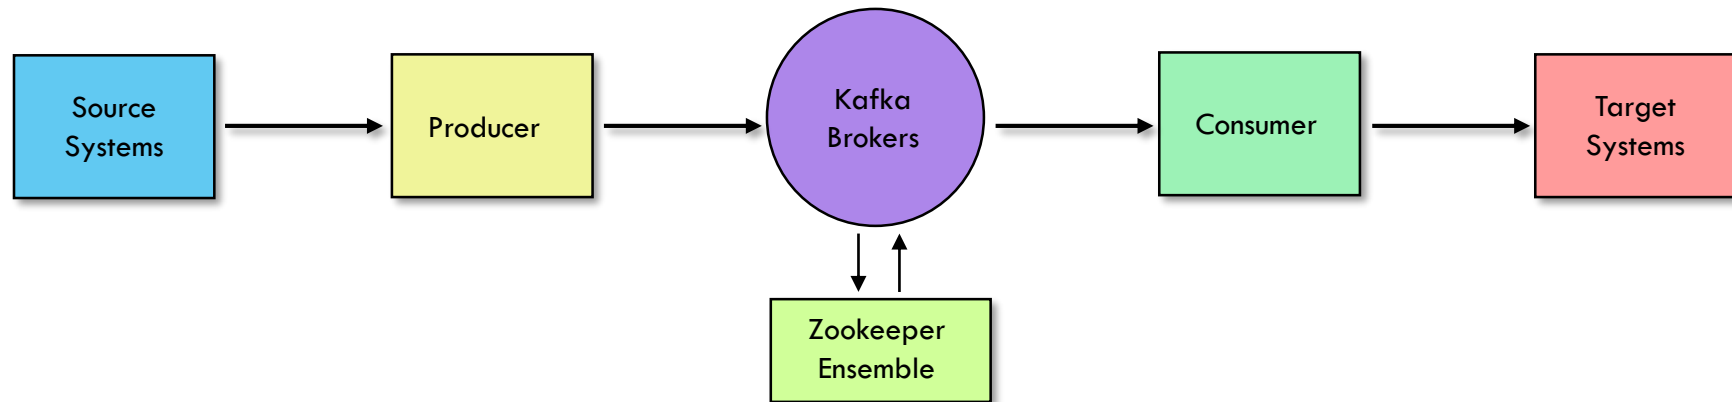 Source
Systems
Producer
Kafka
Brokers
Consumer
Target
Systems
Zookeeper
Ensemble